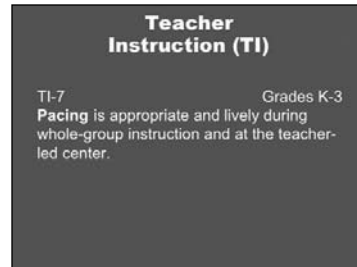 Teacher
Instruction (TI)
TI-7 Grades K-3
Pacing is appropriate and lively during
whole-group instruction and at the teacher-
led center.